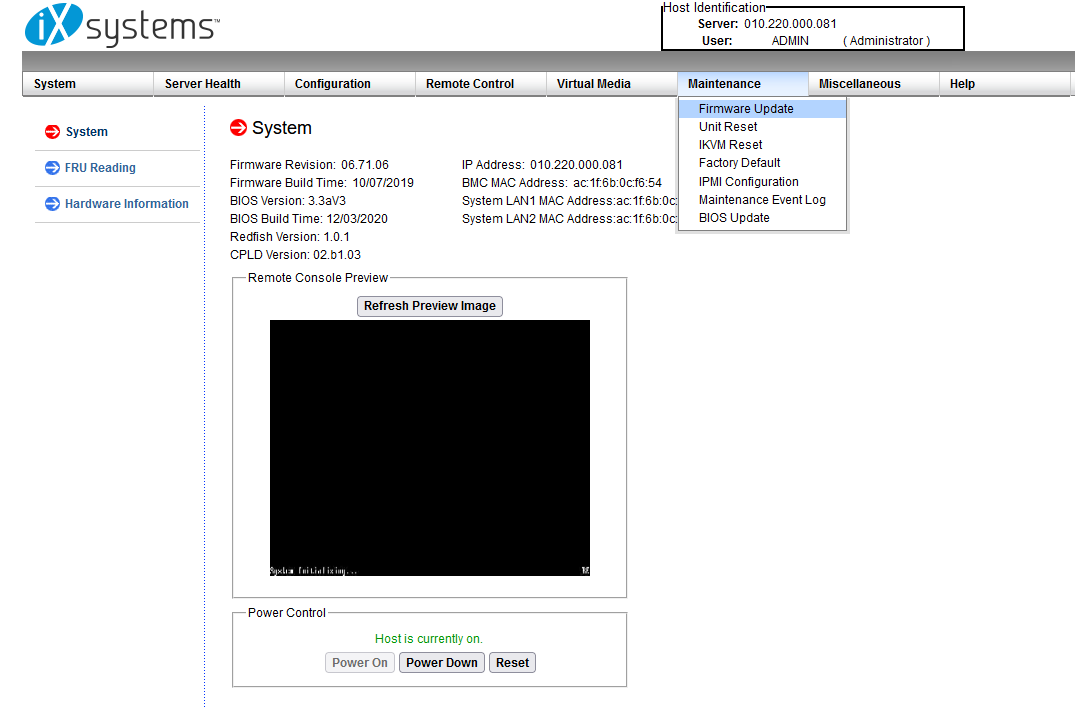 iXsystems™
Host Identification
Server: 010.220.000.081
User: ADMIN ( Administrator )
System Server Health Configuration Remote Control Virtual Media Maintenance Miscellaneous Help
Firmware Update
Unit Reset
IKVM Reset
Factory Default
IPMI Configuration
Maintenance Event Log
BIOS Update
System
FRU Reading
Hardware Information
System
Firmware Revision: 06.71.06 IP Address: 010.220.000.081
Firmware Build Time: 10/07/2019 BMC MAC Address: ac:1f:6b:0c:f6:54
BIOS Version: 3.3aV3 System LAN1 MAC Address:ac:1f:6b:0c:
BIOS Build Time: 12/03/2020 System LAN2 MAC Address:ac:1f:6b:0c:
Redfish Version: 1.0.1
CPLD Version: 02.b1.03
Remote Console Preview
Refresh Preview Image
System Initializing...
Power Control
Host is currently on.
Power On Power Down Reset